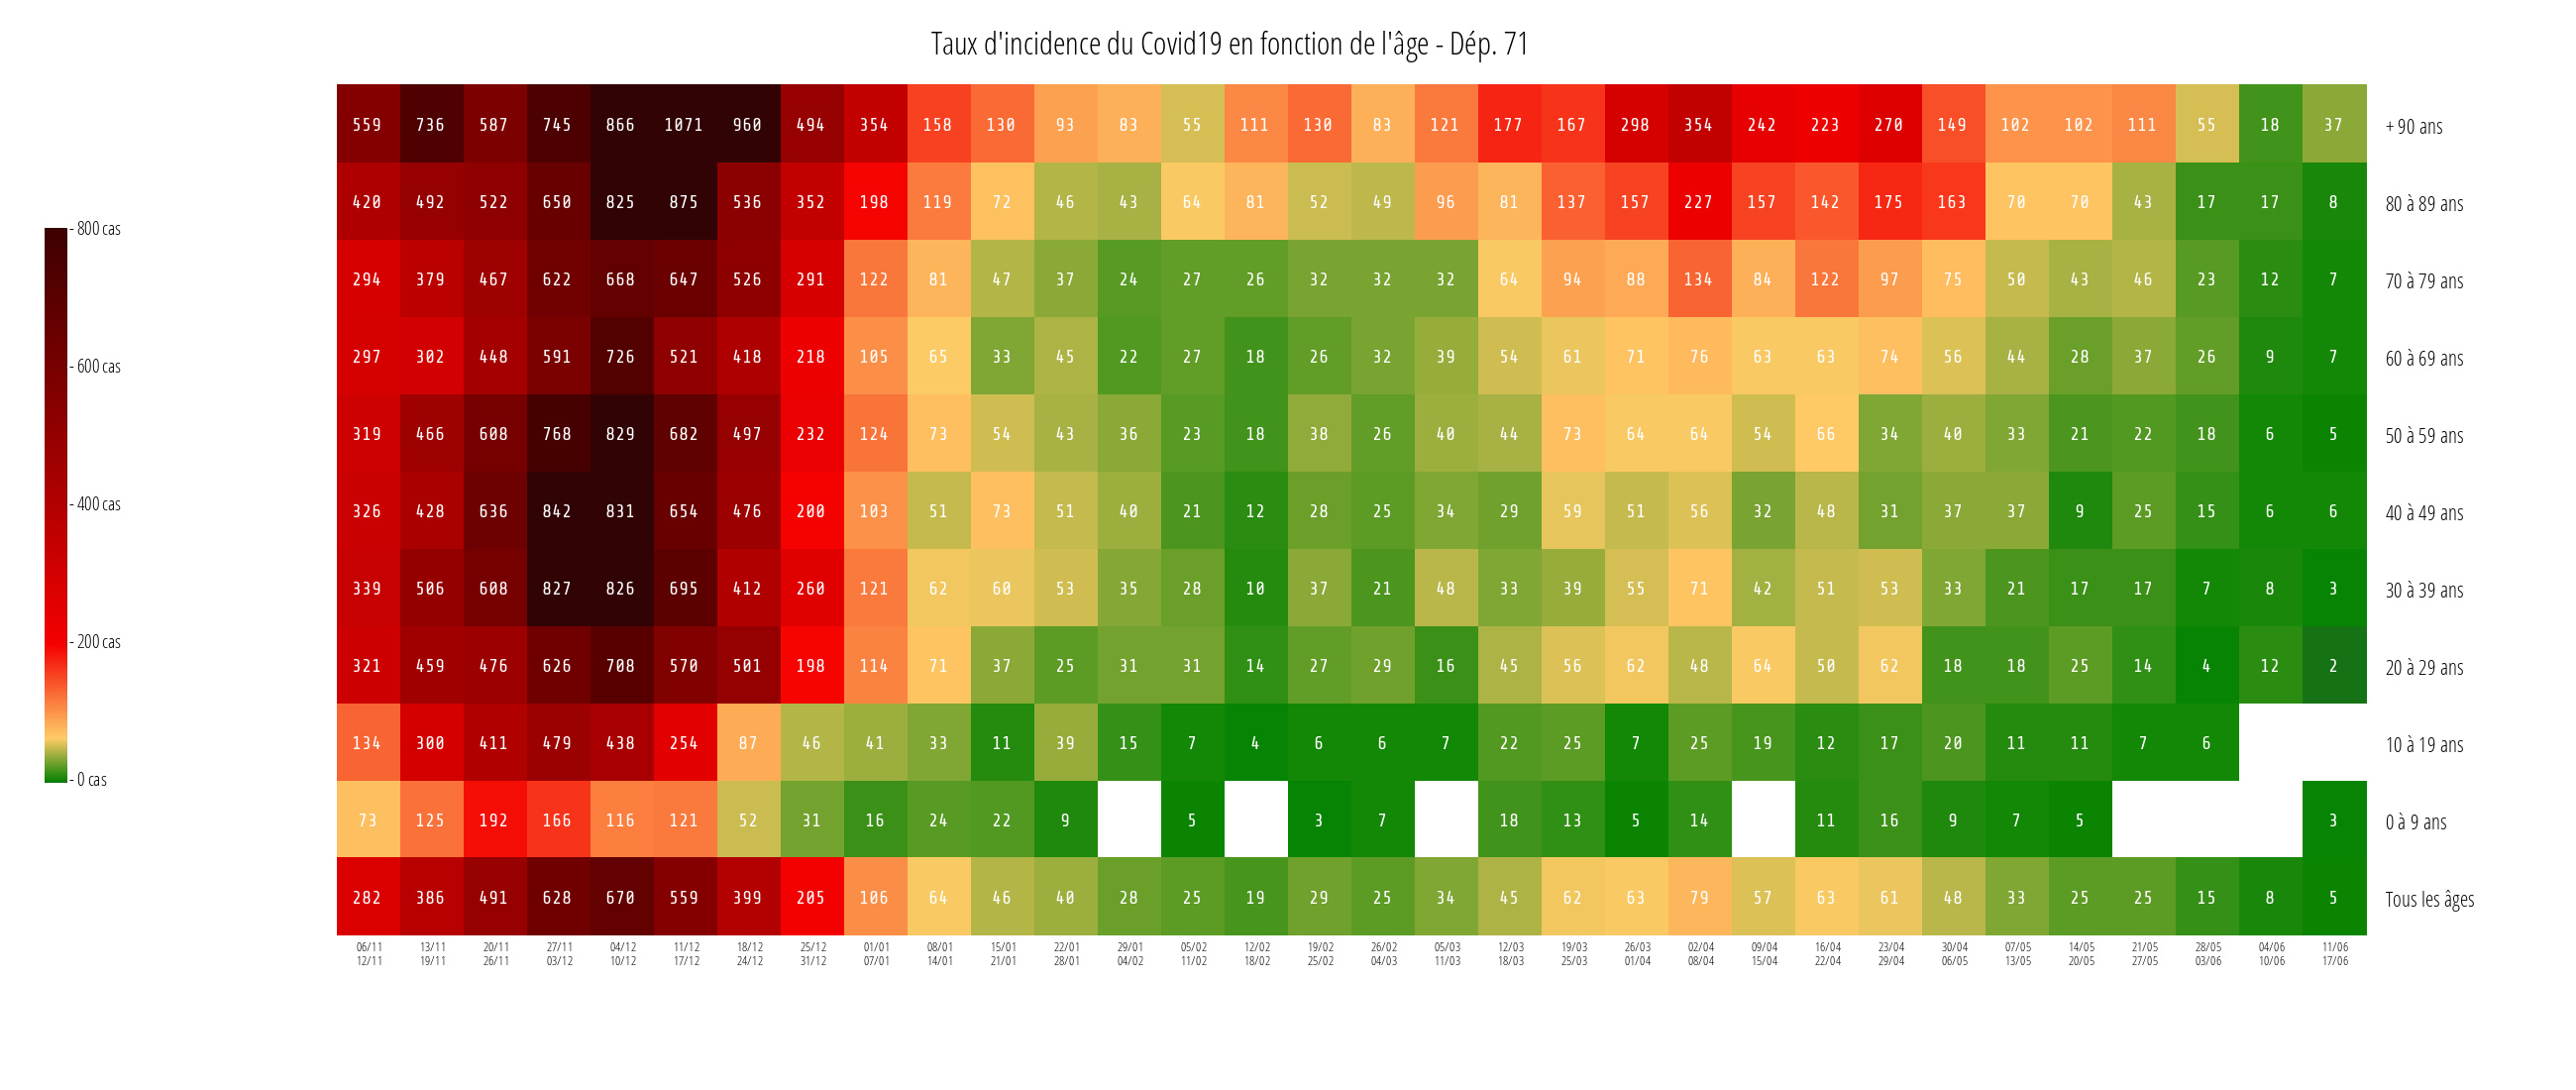 Taux d'incidence du Covid19 en fonction de l'âge - Dép. 71
- 800 cas
- 600 cas
- 400 cas
- 200 cas
- 0 cas
559 736 587 745 866 1071 960 494 354 158 130 93 83 55 111 130 83 121 177 167 298 354 242 223 270 149 102 102 111 55 18 37 + 90 ans
420 492 522 650 825 875 536 352 198 119 72 46 43 64 81 52 49 96 81 137 157 227 157 142 175 163 70 70 43 17 17 8 80 à 89 ans
294 379 467 622 668 647 526 291 122 81 47 37 24 27 26 32 32 32 64 94 88 134 84 122 97 75 50 43 46 23 12 7 70 à 79 ans
297 302 448 591 726 521 418 218 105 65 33 45 22 27 18 26 32 39 54 61 71 76 63 63 74 56 44 28 37 26 9 7 60 à 69 ans
319 466 608 768 829 682 497 232 124 73 54 43 36 23 18 38 26 40 44 73 64 64 54 66 34 40 33 21 22 18 6 5 50 à 59 ans
326 428 636 842 831 654 476 200 103 51 73 51 40 21 12 28 25 34 29 59 51 56 32 48 31 37 37 9 25 15 6 6 40 à 49 ans
339 506 608 827 826 695 412 260 121 62 60 53 35 28 10 37 21 48 33 39 55 71 42 51 53 33 21 17 17 7 8 3 30 à 39 ans
321 459 476 626 708 570 501 198 114 71 37 25 31 31 14 27 29 16 45 56 62 48 64 50 62 18 18 25 14 4 12 2 20 à 29 ans
134 300 411 479 438 254 87 46 41 33 11 39 15 7 4 6 6 7 22 25 7 25 19 12 17 20 11 11 7 6 10 à 19 ans
73 125 192 166 116 121 52 31 16 24 22 9 5 3 7 18 13 5 14 11 16 9 7 5 3 0 à 9 ans
282 386 491 628 670 559 399 205 106 64 46 40 28 25 19 29 25 34 45 62 63 79 57 63 61 48 33 25 25 15 8 5 Tous les âges
06/11 13/11 20/11 27/11 04/12 11/12 18/12 25/12 01/01 08/01 15/01 22/01 29/01 05/02 12/02 19/02 26/02 05/03 12/03 19/03 26/03 02/04 09/04 16/04 23/04 30/04 07/05 14/05 21/05 28/05 04/06 11/06
12/11 19/11 26/11 03/12 10/12 17/12 24/12 31/12 07/01 14/01 21/01 28/01 04/02 11/02 18/02 25/02 04/03 11/03 18/03 25/03 01/04 08/04 15/04 22/04 29/04 06/05 13/05 20/05 27/05 03/06 10/06 17/06